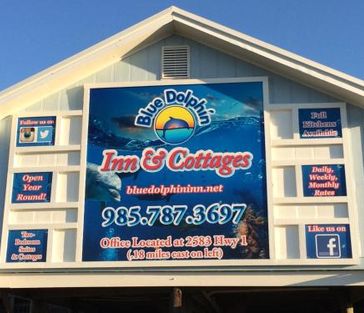 Follow us on
Open
Year
Round!
Two-
Bedroom
Suites
& Cottages
Blue Dolphin
Inn & Cottages
bluedolphininn.net
985.787.3697
Office Located at 2583 Hwy 1
(.18 miles east on left)
Full
Kitchens
Available
Daily,
Weekly,
Monthly
Rates
Like us on
f